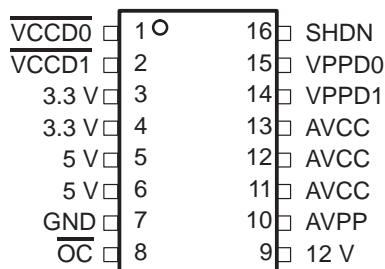 VCCD0 1 16 SHDN
VCCD1 2 15 VPPD0
3.3 V 3 14 VPPD1
3.3 V 4 13 AVCC
5 V 5 12 AVCC
5 V 6 11 AVCC
GND 7 10 AVPP
OC 8 9 12 V